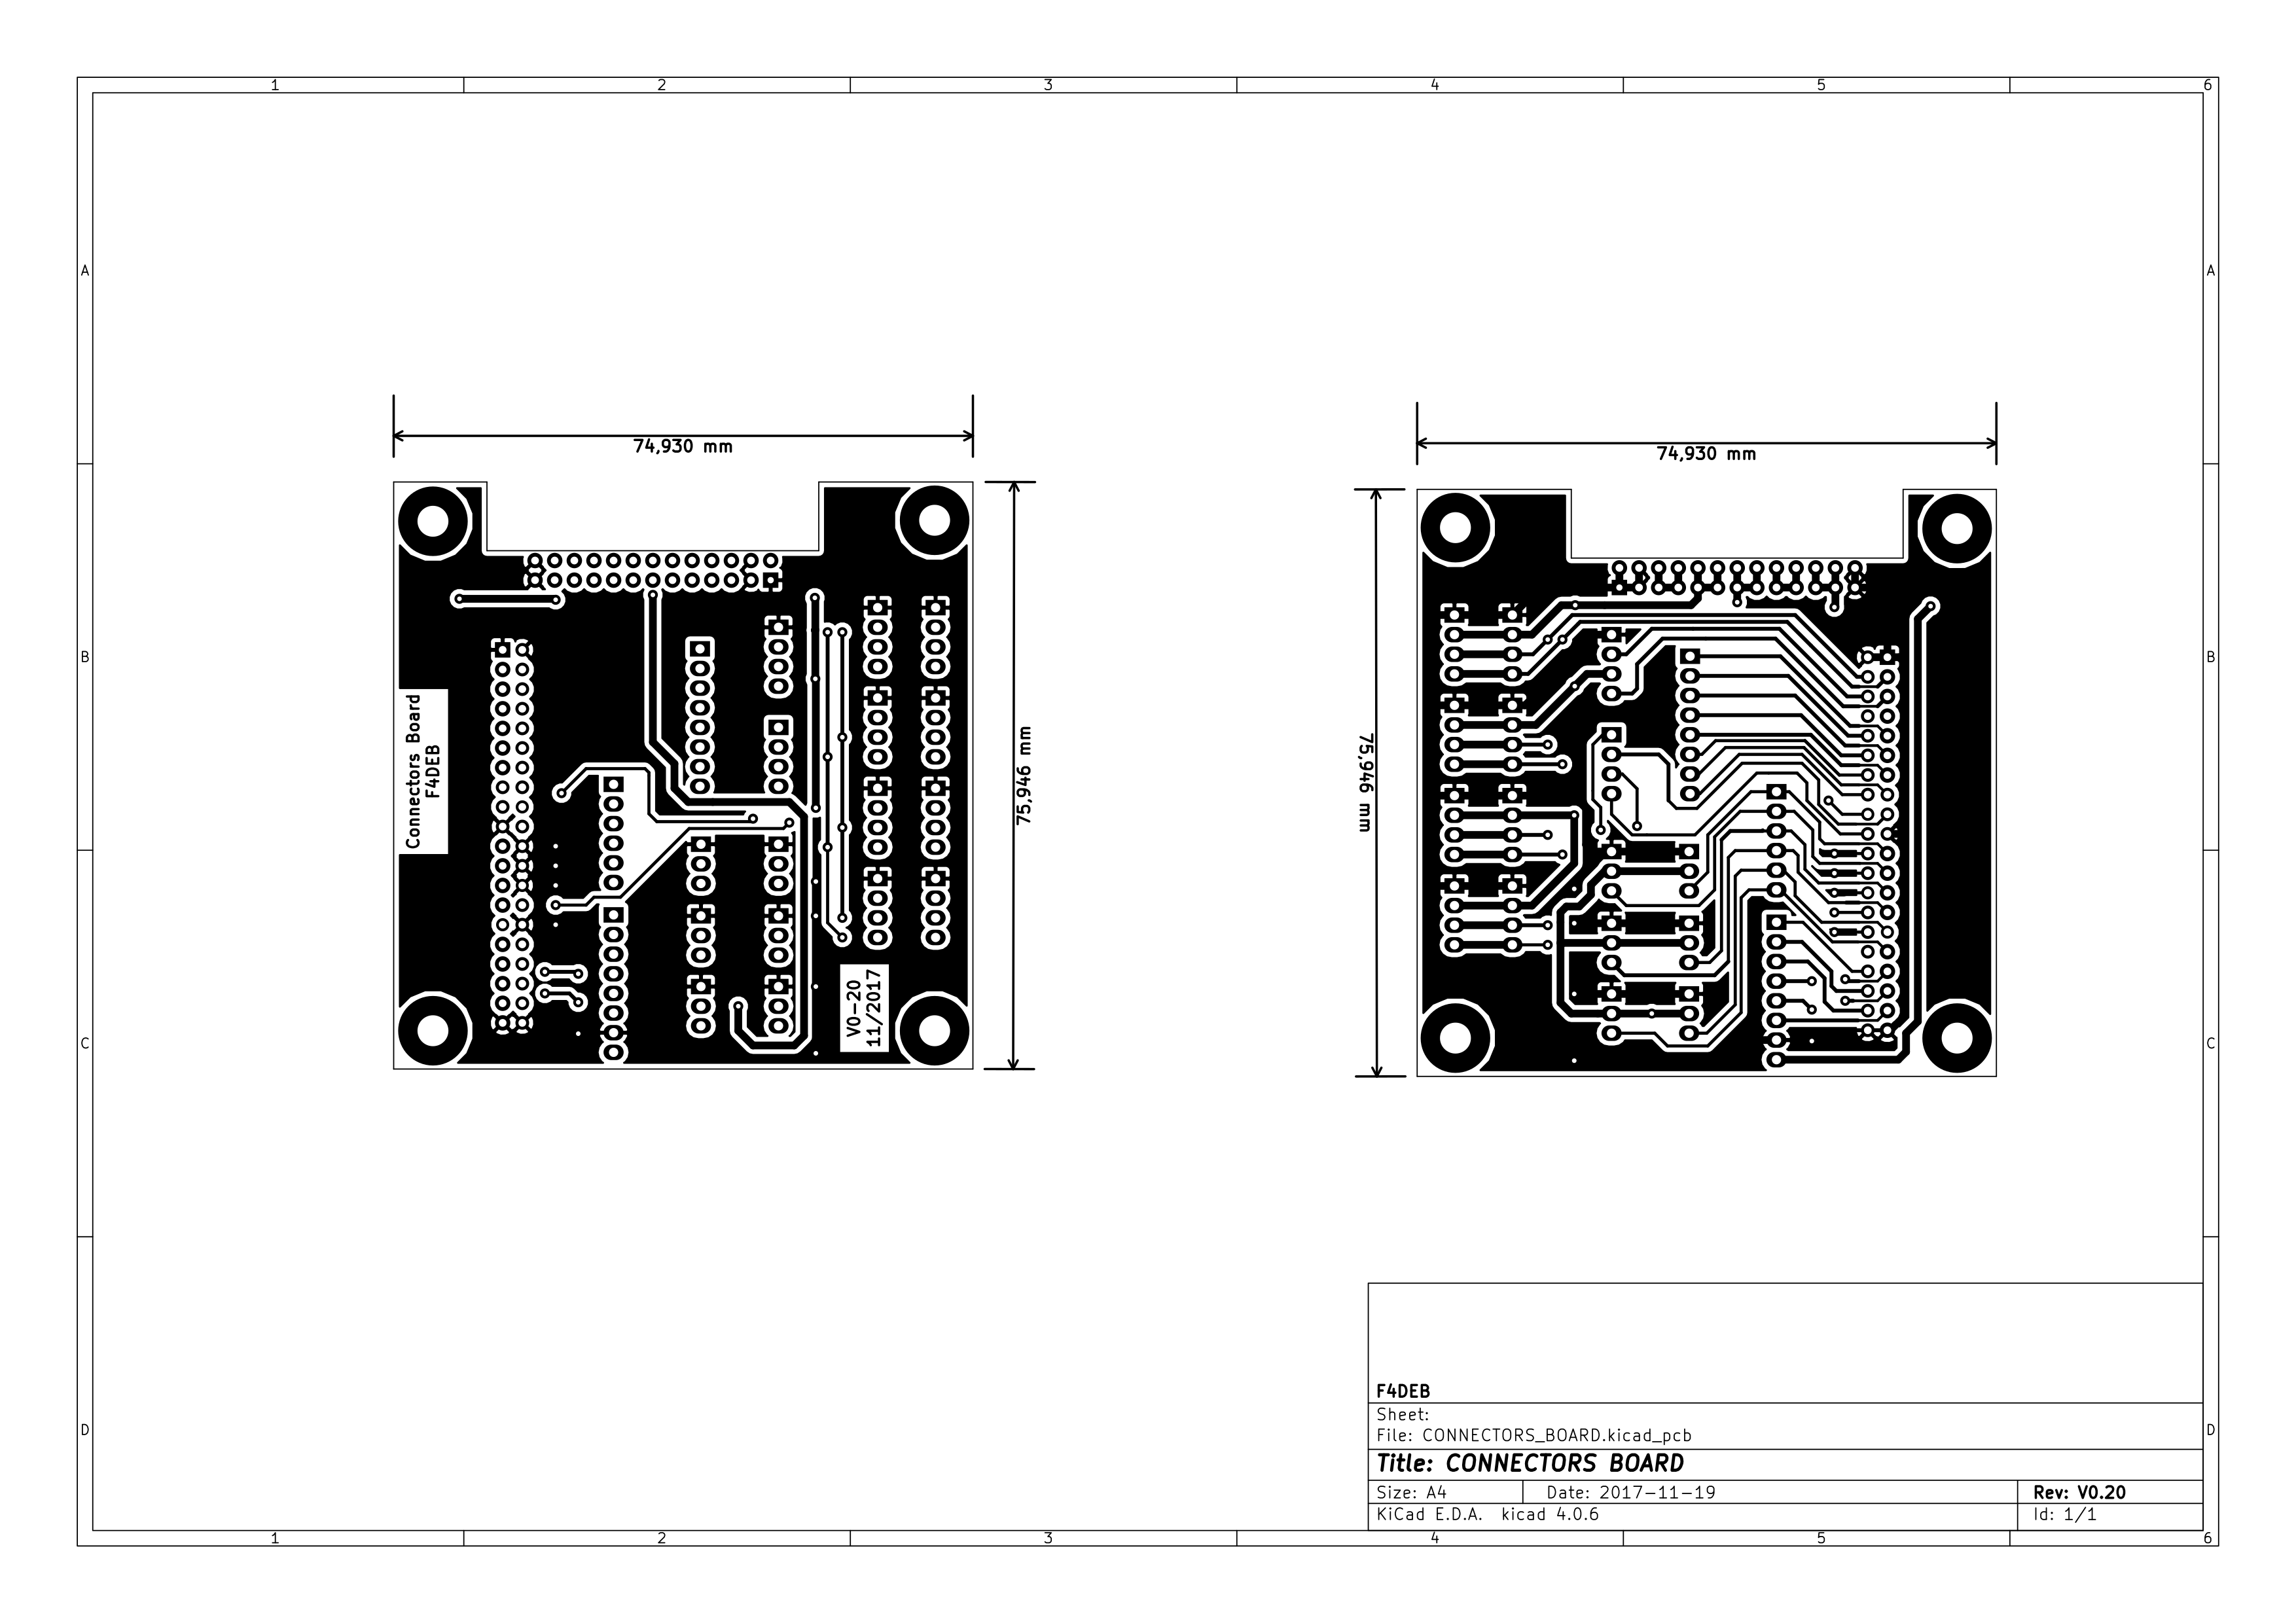 1 2 3 4 5 6
A A
B B
C C
D D
74,930 mm
75,946 mm
Connectors Board
F4DEB
V0-20
11/2017
74,930 mm
75,946 mm
F4DEB
Sheet:
File: CONNECTORS_BOARD.kicad_pcb
Title: CONNECTORS BOARD
Size: A4 Date: 2017-11-19 Rev: V0.20
KiCad E.D.A. kicad 4.0.6 Id: 1/1
1 2 3 4 5 6